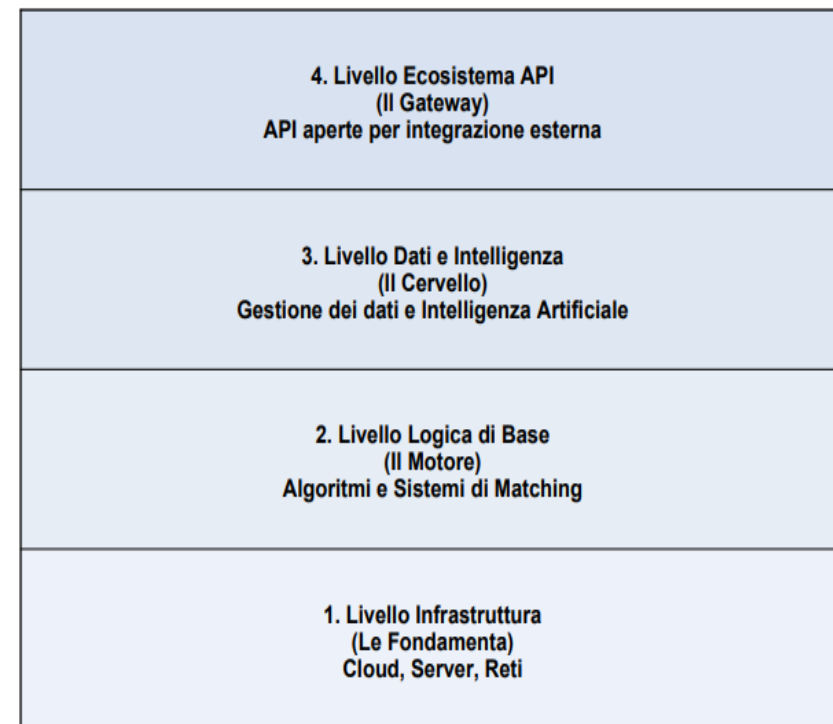 4. Livello Ecosistema API
(Il Gateway)
API aperte per integrazione esterna
3. Livello Dati e Intelligenza
(Il Cervello)
Gestione dei dati e Intelligenza Artificiale
2. Livello Logica di Base
(Il Motore)
Algoritmi e Sistemi di Matching
1. Livello Infrastruttura
(Le Fondamenta)
Cloud, Server, Reti